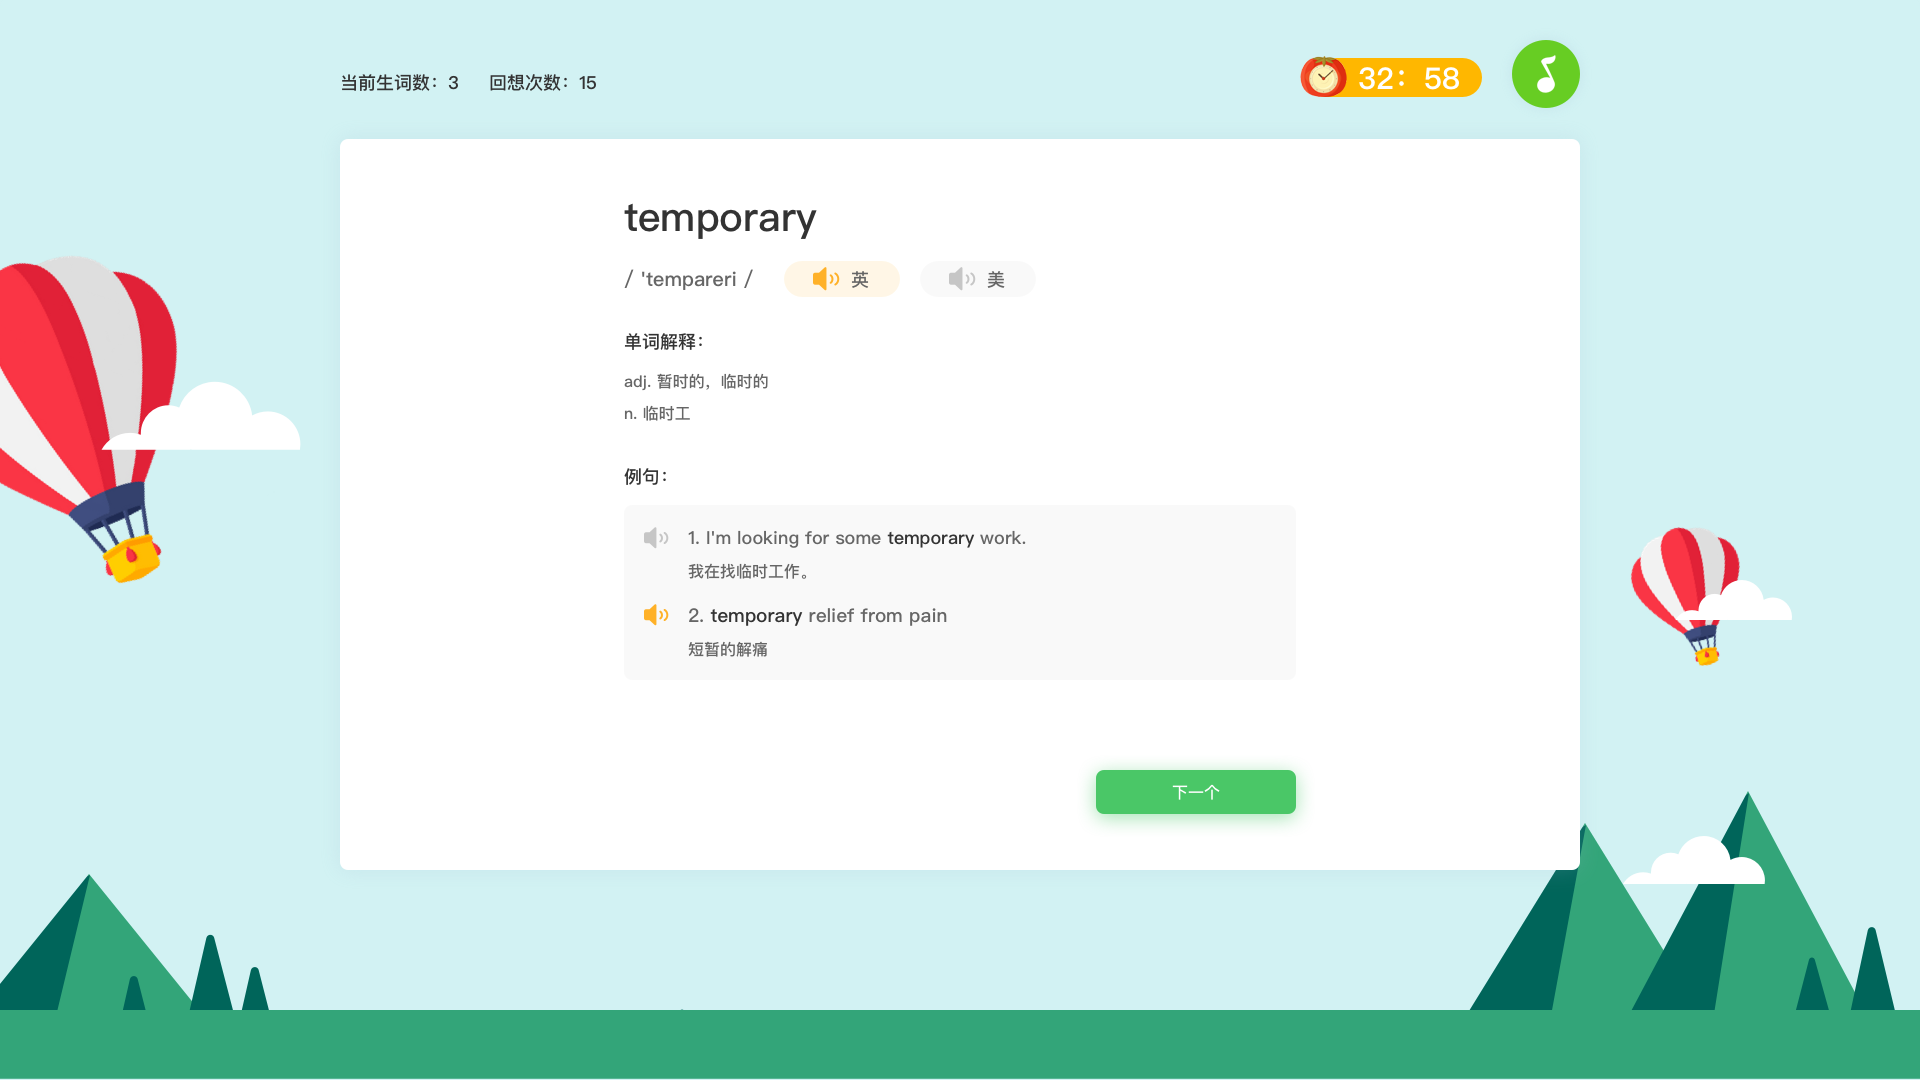 当前生词数：3 回想次数：15
32：58
temporary
/ 'tempareri / 英 美
单词解释：
adj. 暂时的，临时的
n. 临时工
例句：
1. I'm looking for some temporary work.
我在找临时工作。
2. temporary relief from pain
短暂的解痛
下一个